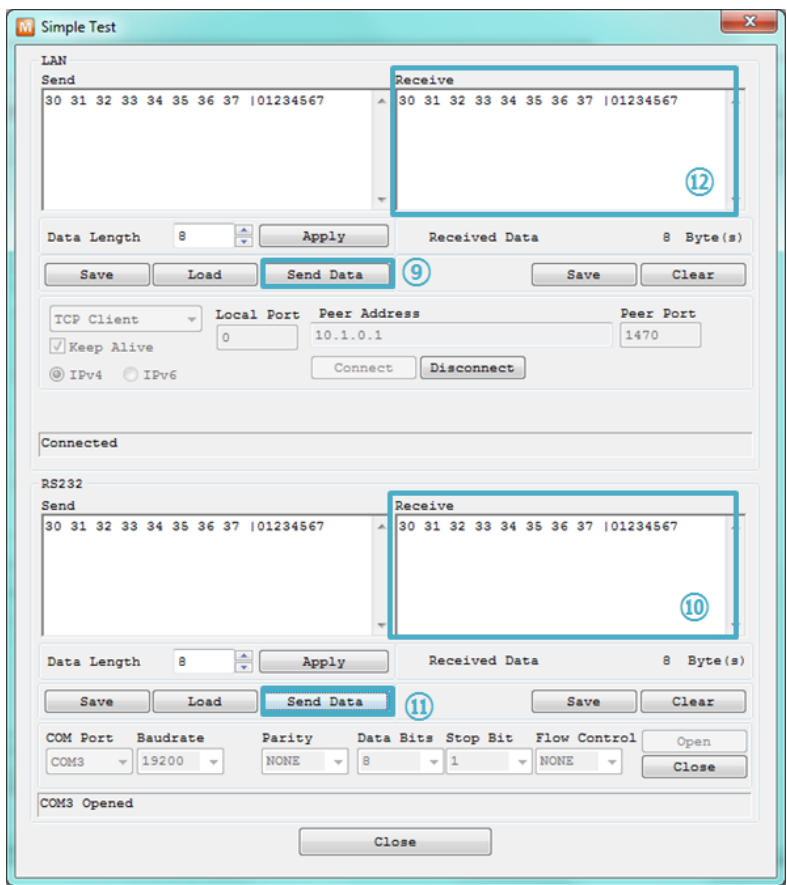 M Simple Test
LAN
Send Receive
30 31 32 33 34 35 36 37 |01234567 30 31 32 33 34 35 36 37 |01234567
⑫
Data Length 8 Apply Received Data 8 Byte(s)
Save Load Send Data ⑨ Save Clear
TCP Client Local Port Peer Address Peer Port
0 10.1.0.1 1470
Keep Alive
Connect Disconnect
IPv4 IPv6
Connected
RS232
Send Receive
30 31 32 33 34 35 36 37 |01234567 30 31 32 33 34 35 36 37 |01234567
⑩
Data Length 8 Apply Received Data 8 Byte(s)
Save Load Send Data ⑪ Save Clear
COM Port Baudrate Parity Data Bits Stop Bit Flow Control Open
COM3 19200 NONE 8 1 NONE Close
COM3 Opened
Close